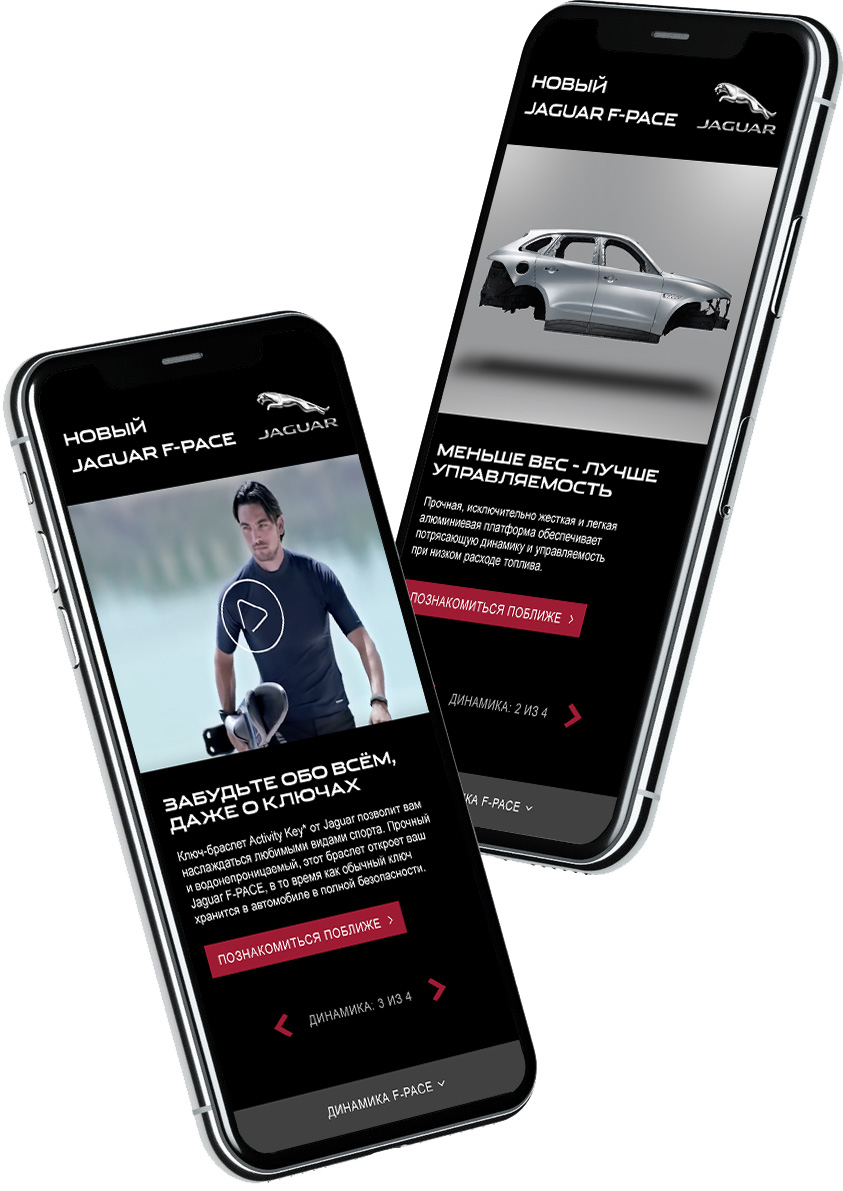 НОВЫЙ
JAGUAR F-PACE
JAGUAR
МЕНЬШЕ ВЕС - ЛУЧШЕ
УПРАВЛЯЕМОСТЬ
Прочная, исключительно жесткая и легкая
алюминиевая платформа обеспечивает
потрясающую динамику и управляемость
при низком расходе топлива.
ПОЗНАКОМИТЬСЯ ПОБЛИЖЕ >
ДИНАМИКА: 2 ИЗ 4
КА F-PACE
НОВЫЙ
JAGUAR F-PACE
JAGUAR
ЗАБУДЬТЕ ОБО ВСЁМ,
ДАЖЕ О КЛЮЧАХ
Ключ-браслет Activity Key* от Jaguar позволит вам
наслаждаться любимыми видами спорта. Прочный
и водонепроницаемый, этот браслет откроет ваш
Jaguar F-PACE, в то время как обычный ключ
хранится в автомобиле в полной безопасности.
ПОЗНАКОМИТЬСЯ ПОБЛИЖЕ >
ДИНАМИКА: 3 ИЗ 4
ДИНАМИКА F-PACE